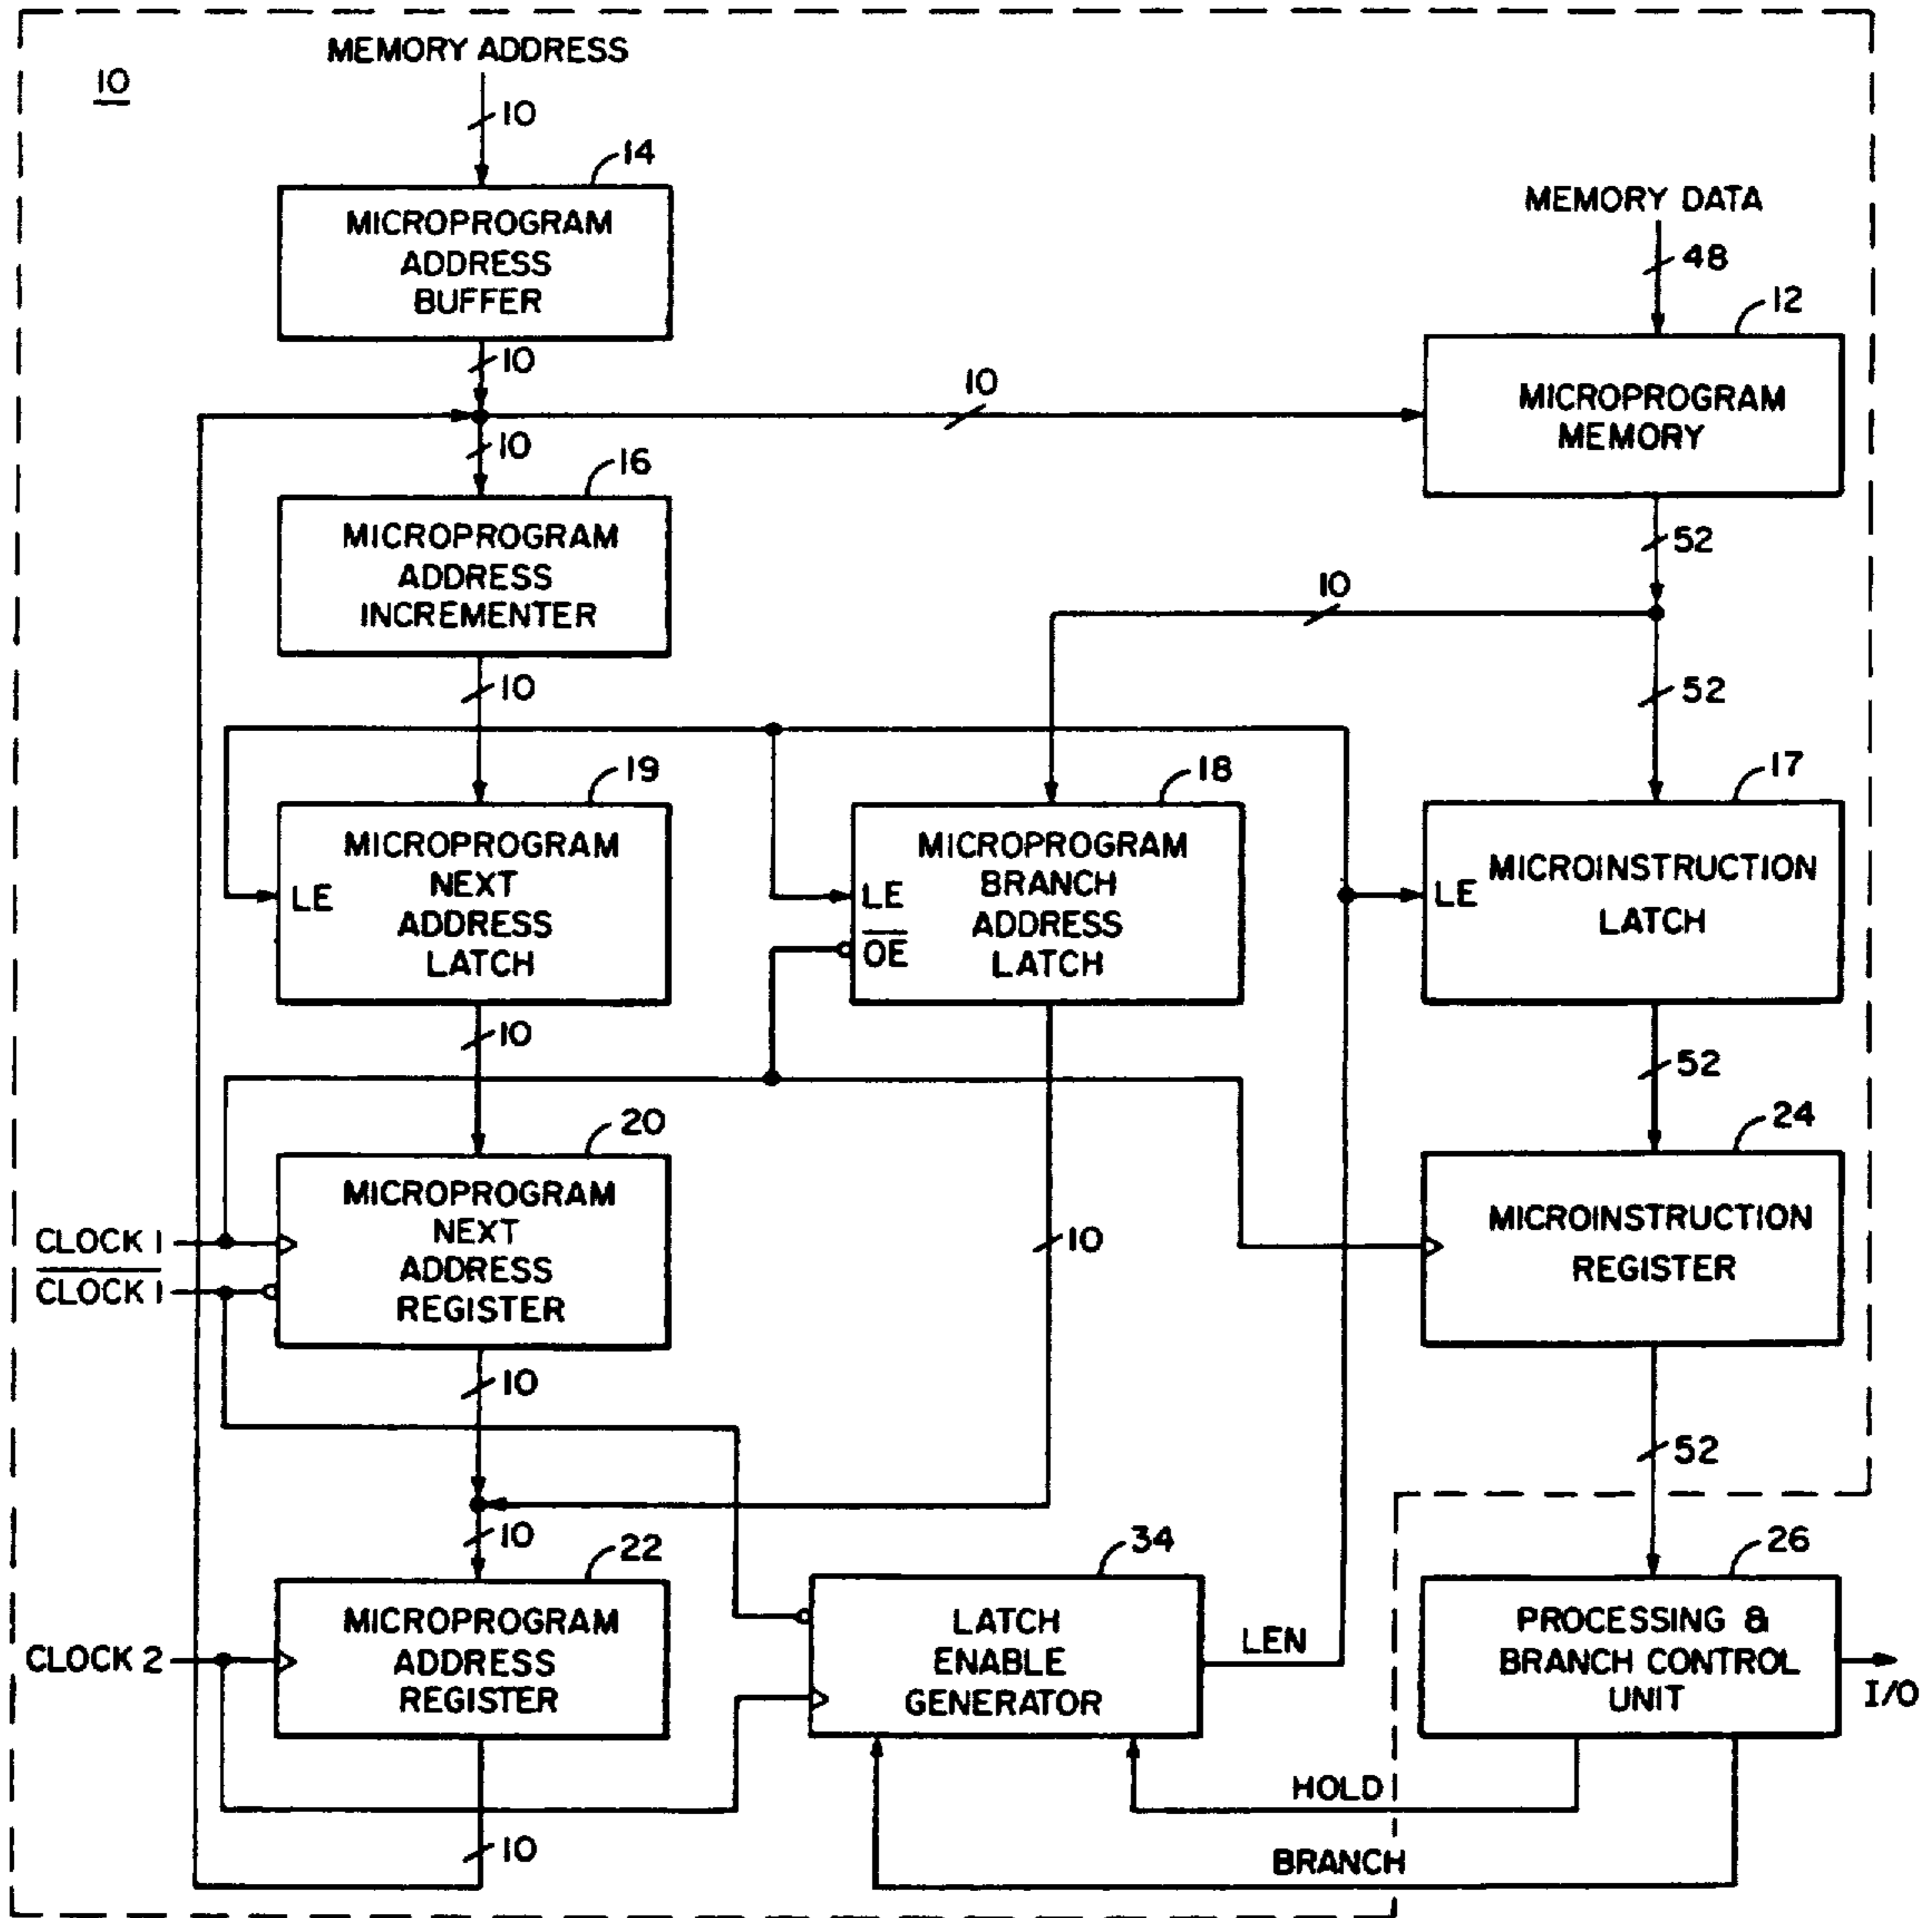 MEMORY ADDRESS
10
10
14
MICROPROGRAM
ADDRESS
BUFFER
10
MEMORY DATA
48
12
MICROPROGRAM
MEMORY
10
10
16
MICROPROGRAM
ADDRESS
INCREMENTER
10
52
10
52
19
MICROPROGRAM
NEXT
ADDRESS
LATCH
LE
18
MICROPROGRAM
BRANCH
ADDRESS
LATCH
LE
OE
17
MICROINSTRUCTION
LATCH
LE
10
52
20
MICROPROGRAM
NEXT
ADDRESS
REGISTER
CLOCK 1
CLOCK 1
10
24
MICROINSTRUCTION
REGISTER
10
52
10
22
MICROPROGRAM
ADDRESS
REGISTER
CLOCK 2
34
LATCH
ENABLE
GENERATOR
LEN
26
PROCESSING &
BRANCH CONTROL
UNIT
I/O
HOLD
10
BRANCH